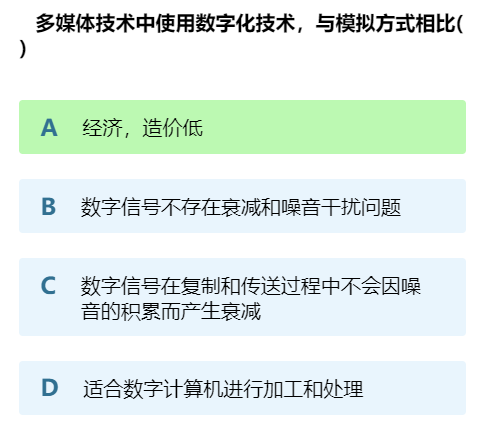 多媒体技术中使用数字化技术，与模拟方式相比(
)
A 经济，造价低
B 数字信号不存在衰减和噪音干扰问题
C 数字信号在复制和传送过程中不会因噪
音的积累而产生衰减
D 适合数字计算机进行加工和处理